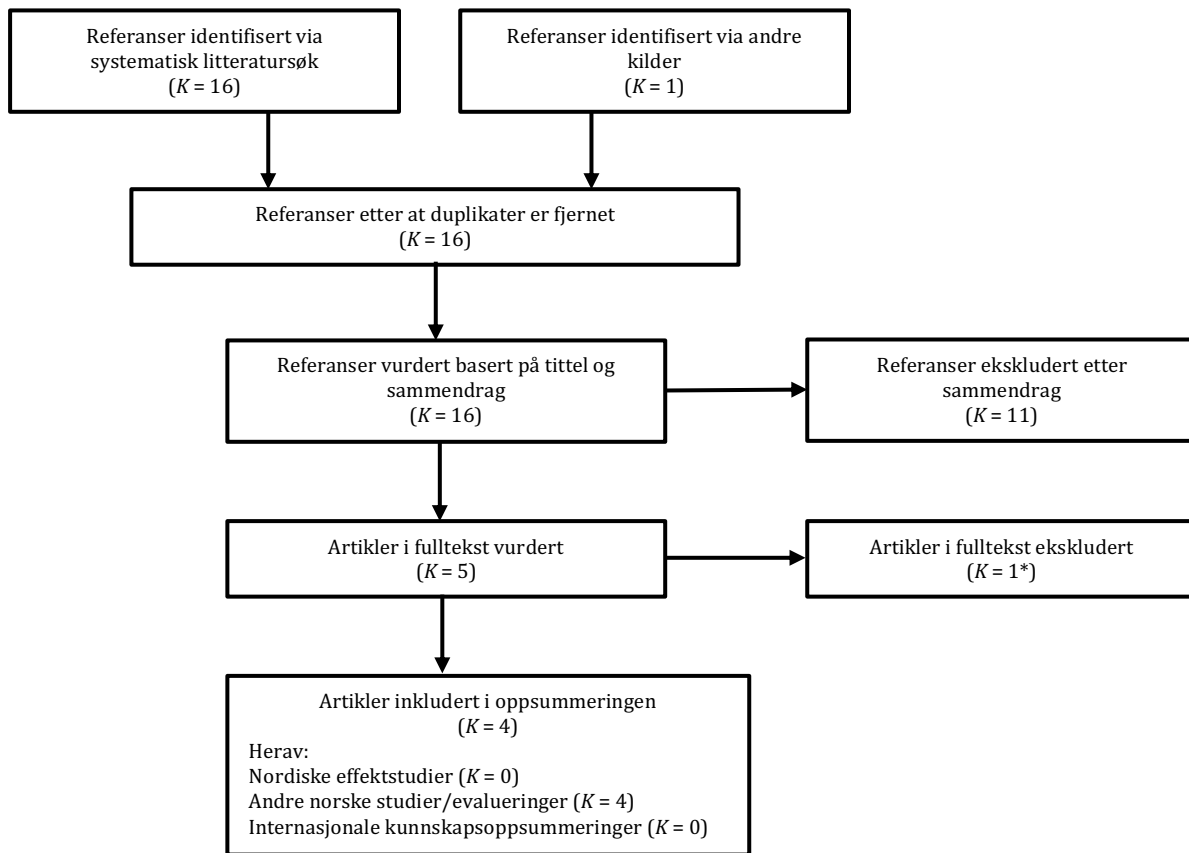 Referanser identifisert via
systematisk litteratursøk
(K = 16)
Referanser identifisert via andre
kilder
(K = 1)
Referanser etter at duplikater er fjernet
(K = 16)
Referanser vurdert basert på tittel og
sammendrag
(K = 16)
Referanser ekskludert etter
sammendrag
(K = 11)
Artikler i fulltekst vurdert
(K = 5)
Artikler i fulltekst ekskludert
(K = 1*)
Artikler inkludert i oppsummeringen
(K = 4)
Herav:
Nordiske effektstudier (K = 0)
Andre norske studier/evalueringer (K = 4)
Internasjonale kunnskapsoppsummeringer (K = 0)